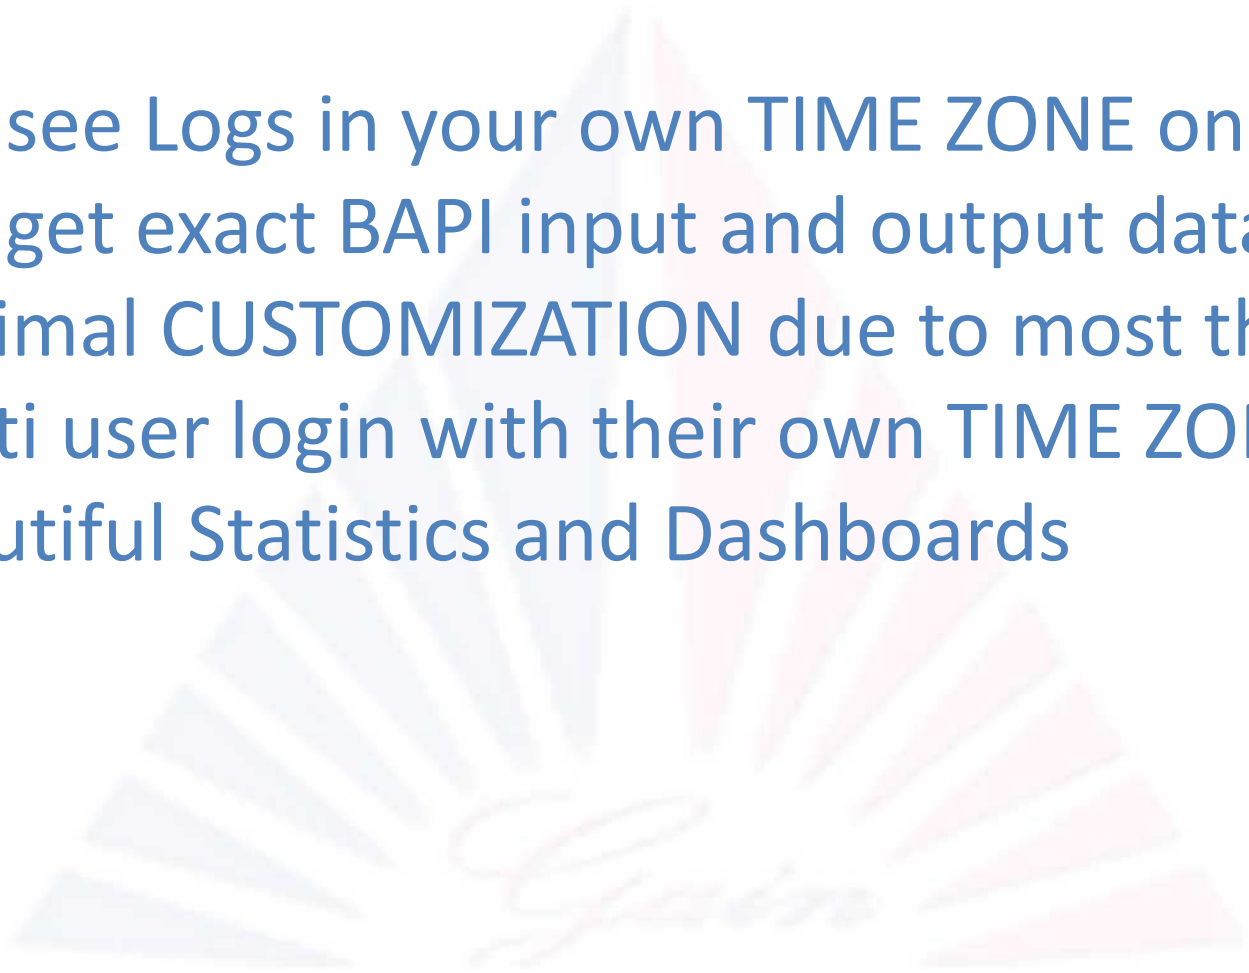 see Logs in your own TIME ZONE on
get exact BAPI input and output data
imal CUSTOMIZATION due to most th
ti user login with their own TIME ZO
utiful Statistics and Dashboards